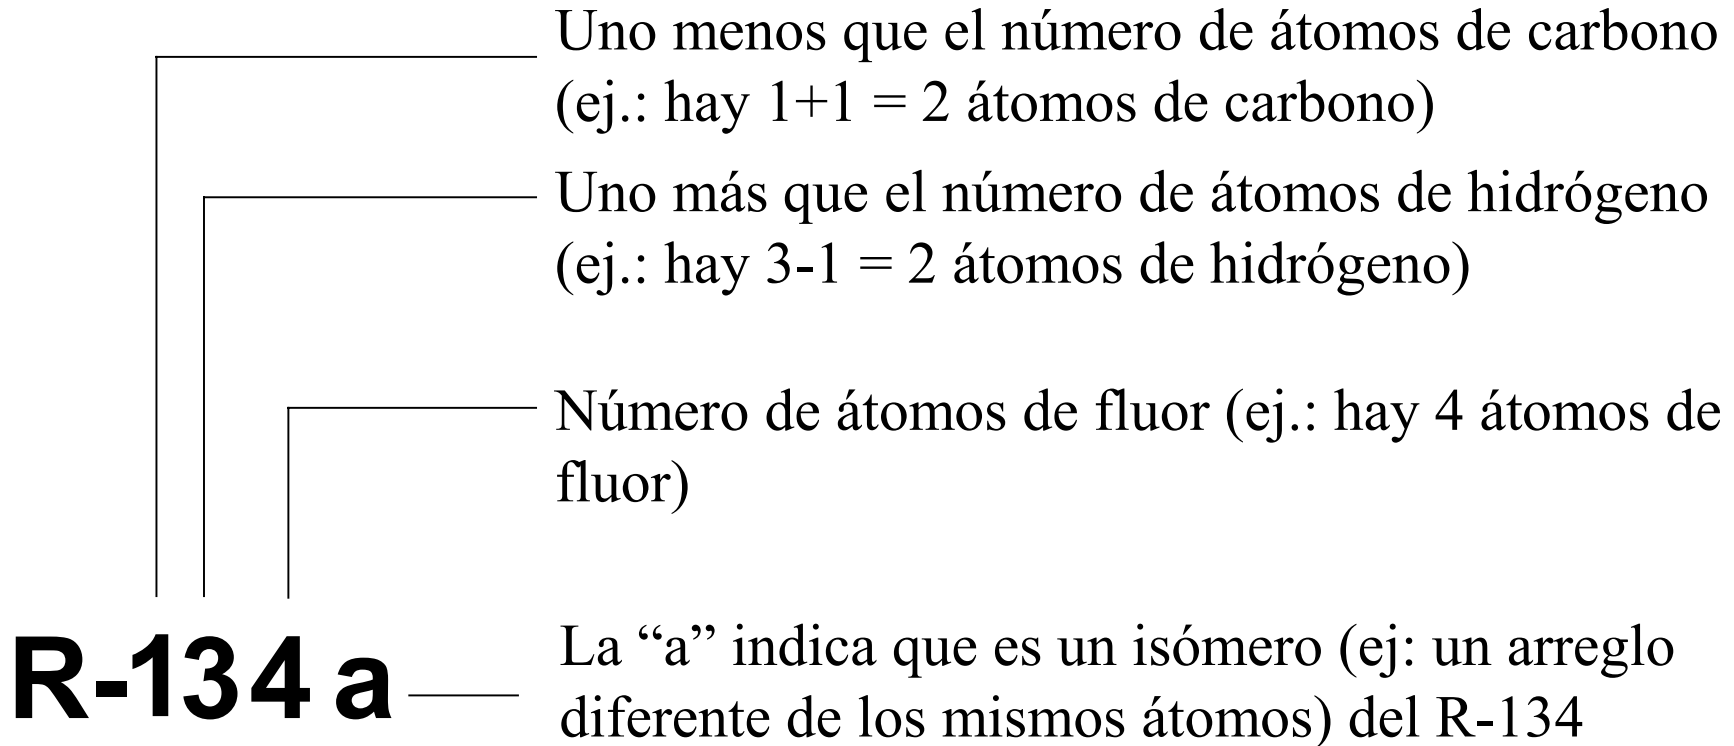 Uno menos que el número de átomos de carbono
(ej.: hay 1+1 = 2 átomos de carbono)
Uno más que el número de átomos de hidrógeno
(ej.: hay 3-1 = 2 átomos de hidrógeno)
Número de átomos de fluor (ej.: hay 4 átomos de
fluor)
R-134 a
La “a” indica que es un isómero (ej: un arreglo
diferente de los mismos átomos) del R-134